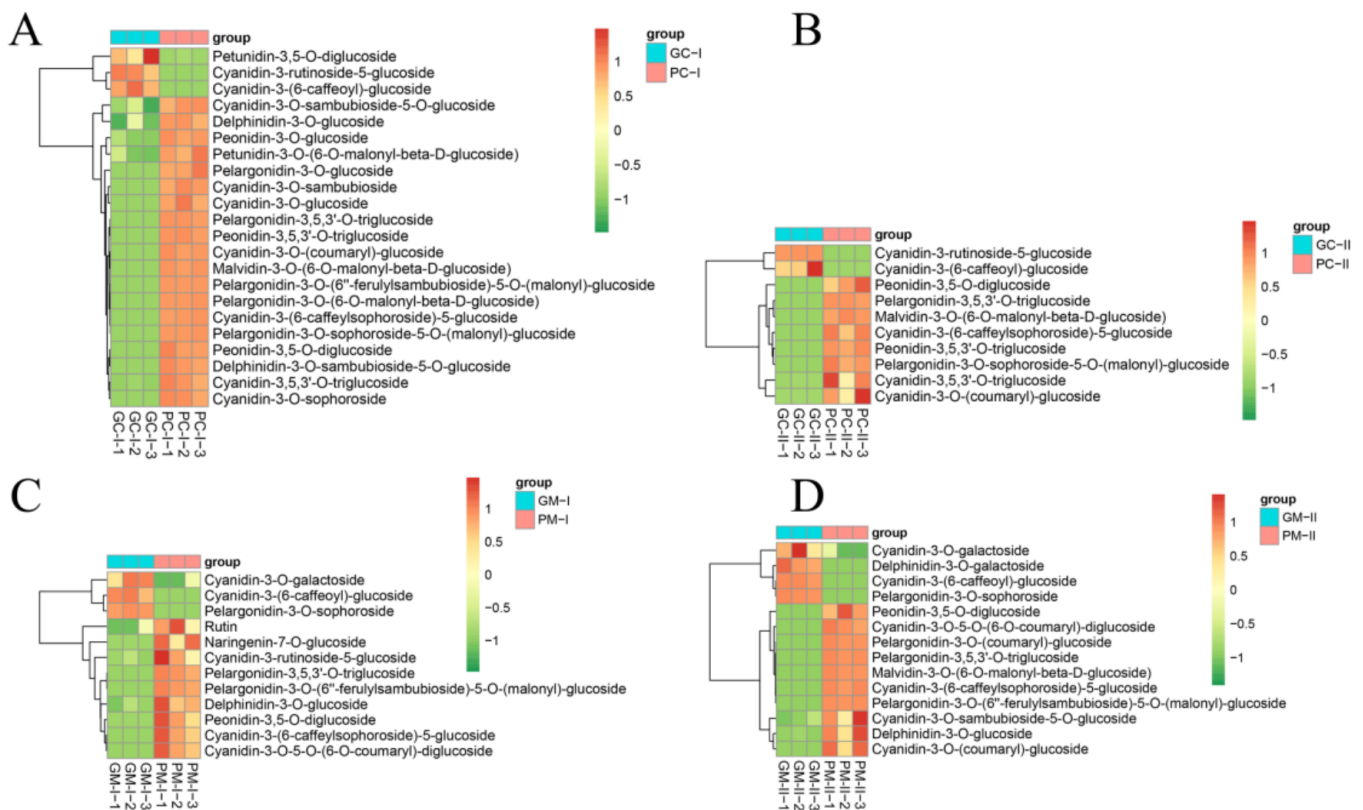 A
group
Petunidin-3,5-O-diglucoside
Cyanidin-3-rutinoside-5-glucoside
Cyanidin-3-(6-caffeoyl)-glucoside
Cyanidin-3-O-sambubioside-5-O-glucoside
Delphinidin-3-O-glucoside
Peonidin-3-O-glucoside
Petunidin-3-O-(6-O-malonyl-beta-D-glucoside)
Pelargonidin-3-O-glucoside
Cyanidin-3-O-sambubioside
Cyanidin-3-O-glucoside
Pelargonidin-3,5,3'-O-triglucoside
Peonidin-3,5,3'-O-triglucoside
Cyanidin-3-O-(coumaryl)-glucoside
Malvidin-3-O-(6-O-malonyl-beta-D-glucoside)
Pelargonidin-3-O-(6"-ferulylsambubioside)-5-O-(malonyl)-glucoside
Pelargonidin-3-O-(6-O-malonyl-beta-D-glucoside)
Cyanidin-3-(6-caffeylsophoroside)-5-glucoside
Pelargonidin-3-O-sophoroside-5-O-(malonyl)-glucoside
Peonidin-3,5-O-diglucoside
Delphinidin-3-O-sambubioside-5-O-glucoside
Cyanidin-3,5,3'-O-triglucoside
Cyanidin-3-O-sophoroside
GC-I-1
GC-I-2
GC-I-3
PC-I-1
PC-I-2
PC-I-3
1
0.5
0
−0.5
−1
group
GC-I
PC-I
B
group
Cyanidin-3-rutinoside-5-glucoside
Cyanidin-3-(6-caffeoyl)-glucoside
Peonidin-3,5-O-diglucoside
Pelargonidin-3,5,3'-O-triglucoside
Malvidin-3-O-(6-O-malonyl-beta-D-glucoside)
Cyanidin-3-(6-caffeylsophoroside)-5-glucoside
Peonidin-3,5,3'-O-triglucoside
Pelargonidin-3-O-sophoroside-5-O-(malonyl)-glucoside
Cyanidin-3,5,3'-O-triglucoside
Cyanidin-3-O-(coumaryl)-glucoside
GC-II-1
GC-II-2
GC-II-3
PC-II-1
PC-II-2
PC-II-3
1
0.5
0
−0.5
−1
group
GC-II
PC-II
C
group
Cyanidin-3-O-galactoside
Cyanidin-3-(6-caffeoyl)-glucoside
Pelargonidin-3-O-sophoroside
Rutin
Naringenin-7-O-glucoside
Cyanidin-3-rutinoside-5-glucoside
Pelargonidin-3,5,3'-O-triglucoside
Pelargonidin-3-O-(6"-ferulylsambubioside)-5-O-(malonyl)-glucoside
Delphinidin-3-O-glucoside
Peonidin-3,5-O-diglucoside
Cyanidin-3-(6-caffeylsophoroside)-5-glucoside
Cyanidin-3-O-5-O-(6-O-coumaryl)-diglucoside
GM-I-1
GM-I-2
GM-I-3
PM-I-1
PM-I-2
PM-I-3
1
0.5
0
−0.5
−1
group
GM-I
PM-I
D
group
Cyanidin-3-O-galactoside
Delphinidin-3-O-galactoside
Cyanidin-3-(6-caffeoyl)-glucoside
Pelargonidin-3-O-sophoroside
Peonidin-3,5-O-diglucoside
Cyanidin-3-O-5-O-(6-O-coumaryl)-diglucoside
Pelargonidin-3-O-(coumaryl)-glucoside
Pelargonidin-3,5,3'-O-triglucoside
Malvidin-3-O-(6-O-malonyl-beta-D-glucoside)
Cyanidin-3-(6-caffeylsophoroside)-5-glucoside
Pelargonidin-3-O-(6"-ferulylsambubioside)-5-O-(malonyl)-glucoside
Cyanidin-3-O-sambubioside-5-O-glucoside
Delphinidin-3-O-glucoside
Cyanidin-3-O-(coumaryl)-glucoside
GM-II-1
GM-II-2
GM-II-3
PM-II-1
PM-II-2
PM-II-3
1
0.5
0
−0.5
−1
group
GM-II
PM-II